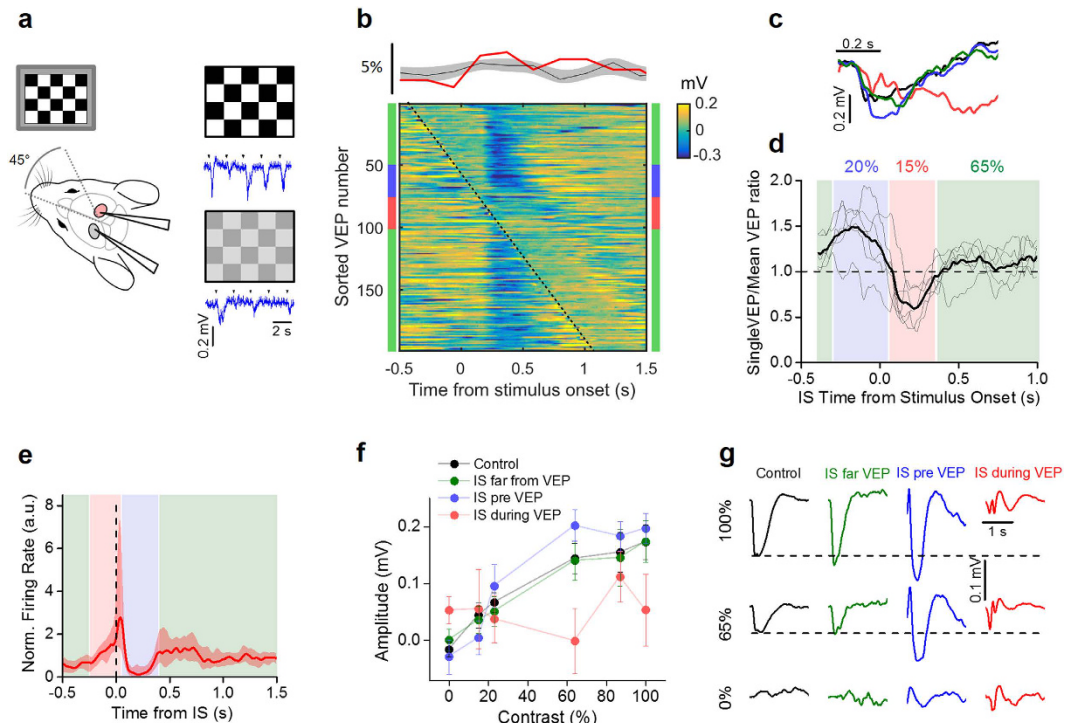 a
45°
0.2 mV
2 s
b
5%
mV
0.2
0
-0.3
Sorted VEP number
50
100
150
-0.5 0 0.5 1 1.5
Time from stimulus onset (s)
c
0.2 s
0.2 mV
d
20% 15% 65%
SingleVEP/Mean VEP ratio
2.0
1.5
1.0
0.5
0.0
-0.5 0.0 0.5 1.0
IS Time from Stimulus Onset (s)
e
Norm. Firing Rate (a.u.)
8
6
4
2
0
-0.5 0.0 0.5 1.0 1.5
Time from IS (s)
f
Control
IS far from VEP
IS pre VEP
IS during VEP
Amplitude (mV)
0.2
0.1
0.0
0 20 40 60 80 100
Contrast (%)
g
Control IS far VEP IS pre VEP IS during VEP
100%
1 s
0.1 mV
65%
0%